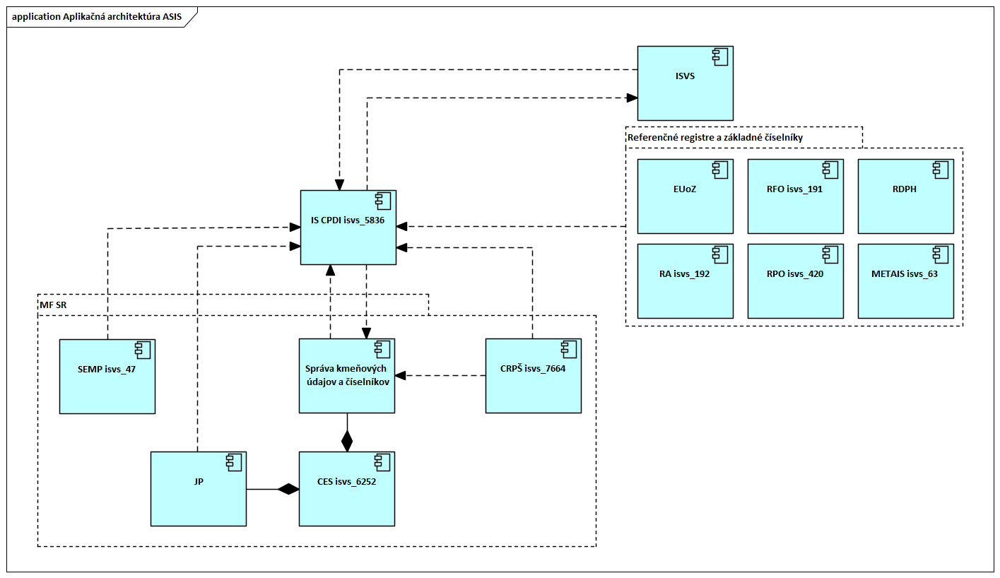 application Aplikačná architektúra ASIS
ISVS
Referenčné registre a základné číselníky
EUoZ
RFO isvs_191
RDPH
IS CPDI isvs_5836
RA isvs_192
RPO isvs_420
METAIS isvs_63
MF SR
SEMP isvs_47
Správa kmeňových
údajov a číselníkov
CRPŠ isvs_7664
JP
CES isvs_6252